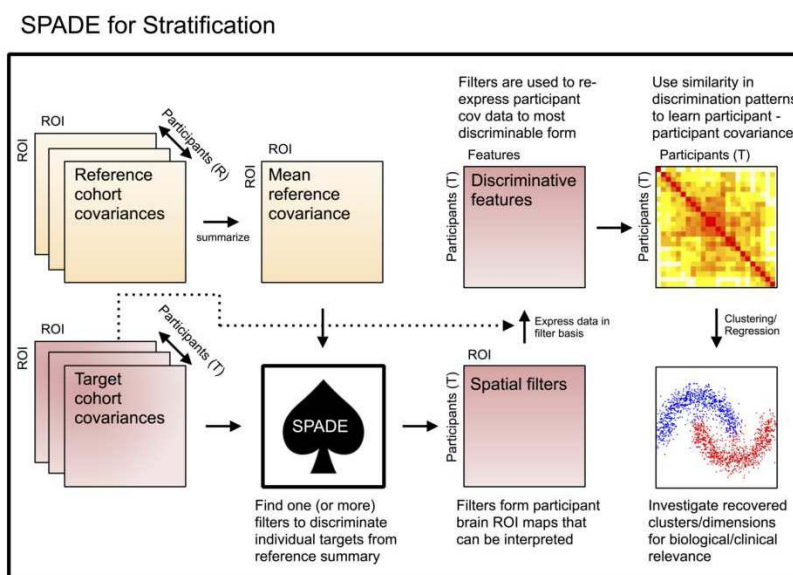 SPADE for Stratification
ROI
ROI
Participants (R)
Reference
cohort
covariances
summarize
ROI
ROI
Mean
reference
covariance
Filters are used to re-
express participant
cov data to most
discriminable form
Features
Participants (T)
Discriminative
features
Use similarity in
discrimination patterns
to learn participant -
participant covariance
Participants (T)
Participants (T)
ROI
ROI
Participants (T)
Target
cohort
covariances
SPADE
Find one (or more)
filters to discriminate
individual targets from
reference summary
Express data in
filter basis
ROI
Participants (T)
Spatial filters
Filters form participant
brain ROI maps that
can be interpreted
Clustering/
Regression
Investigate recovered
clusters/dimensions
for biological/clinical
relevance